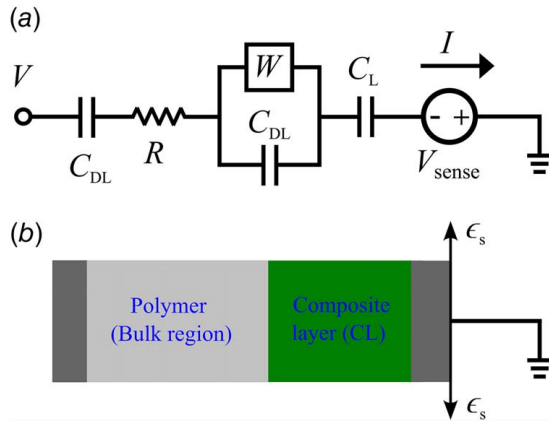 (a)
V
C_DL
R
W
C_DL
C_L
I
- +
V_sense
(b)
ϵ_s
Polymer
(Bulk region)
Composite
layer (CL)
ϵ_s